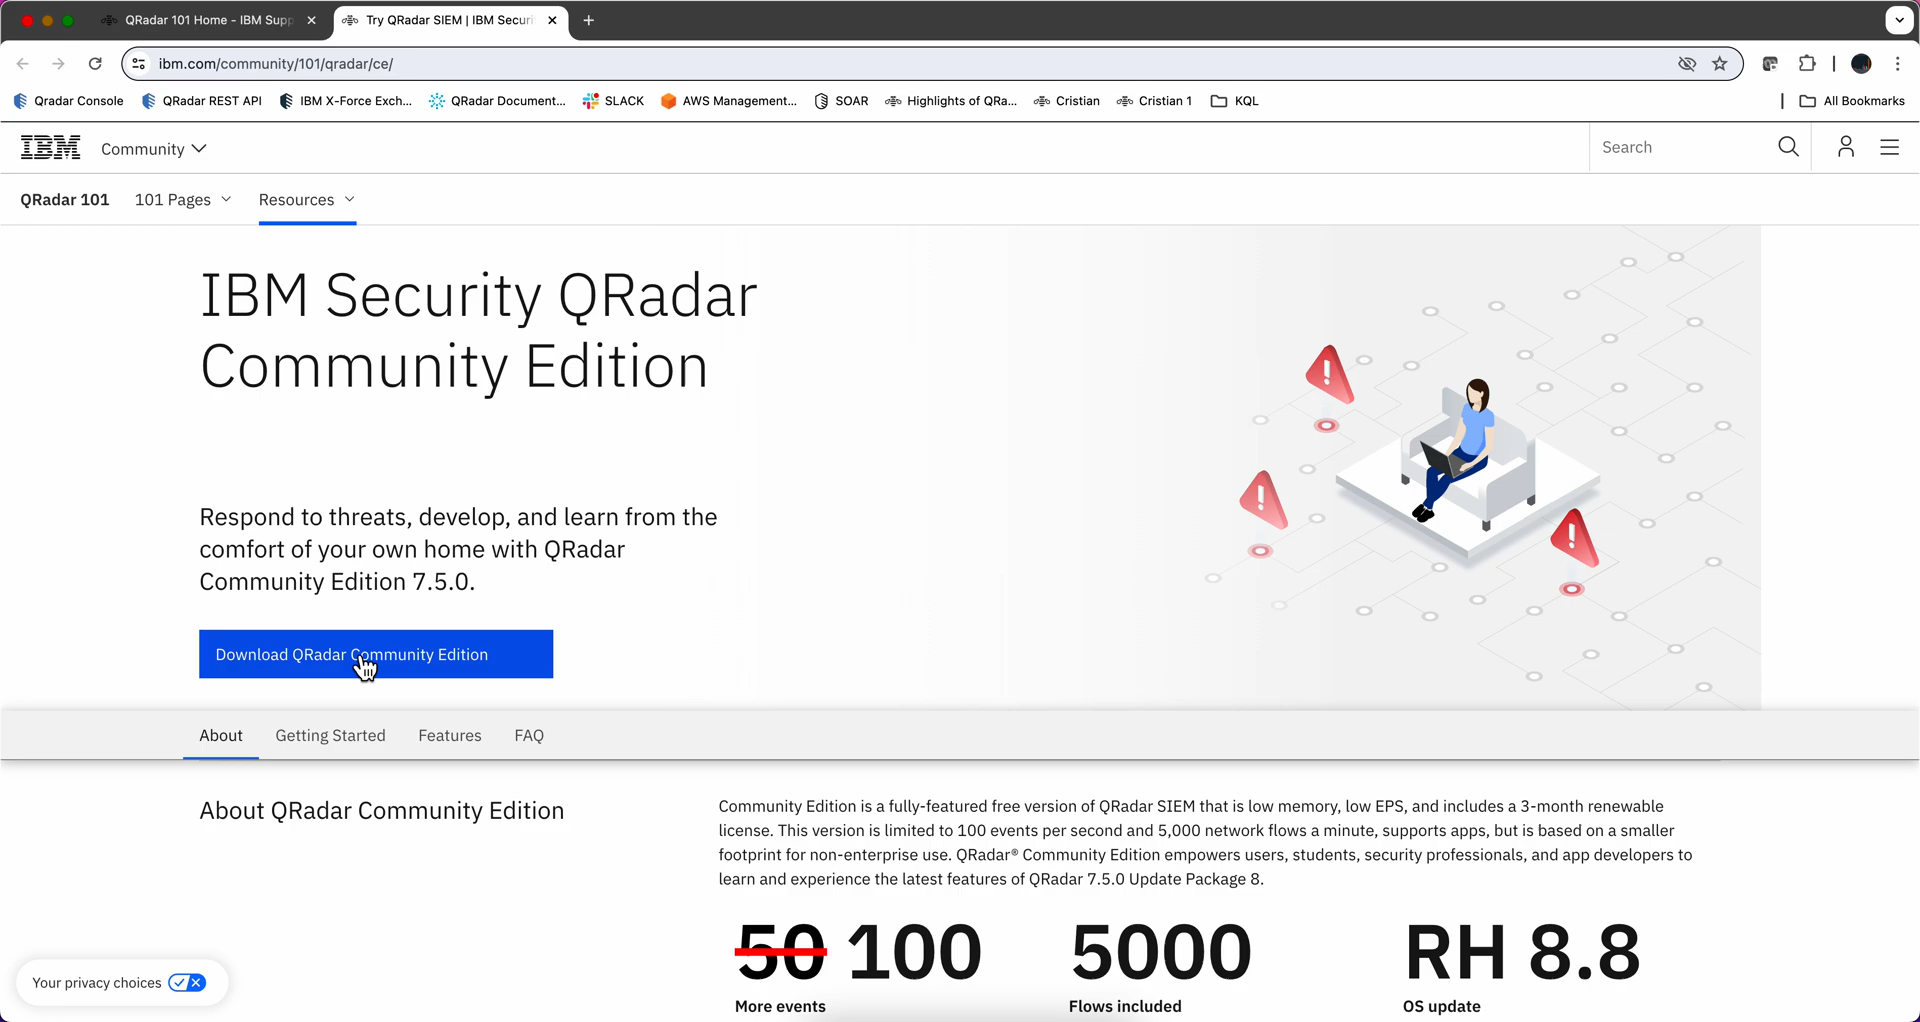 QRadar 101 Home - IBM Supp
Try QRadar SIEM | IBM Securi
ibm.com/community/101/qradar/ce/
Qradar Console
QRadar REST API
IBM X-Force Exch...
QRadar Document...
SLACK
AWS Management...
SOAR
Highlights of QRa...
Cristian
Cristian 1
KQL
All Bookmarks
IBM
Community
Search
QRadar 101
101 Pages
Resources
IBM Security QRadar
Community Edition
Respond to threats, develop, and learn from the
comfort of your own home with QRadar
Community Edition 7.5.0.
Download QRadar Community Edition
About
Getting Started
Features
FAQ
About QRadar Community Edition
Community Edition is a fully-featured free version of QRadar SIEM that is low memory, low EPS, and includes a 3-month renewable
license. This version is limited to 100 events per second and 5,000 network flows a minute, supports apps, but is based on a smaller
footprint for non-enterprise use. QRadar® Community Edition empowers users, students, security professionals, and app developers to
learn and experience the latest features of QRadar 7.5.0 Update Package 8.
50 100
More events
5000
Flows included
RH 8.8
OS update
Your privacy choices